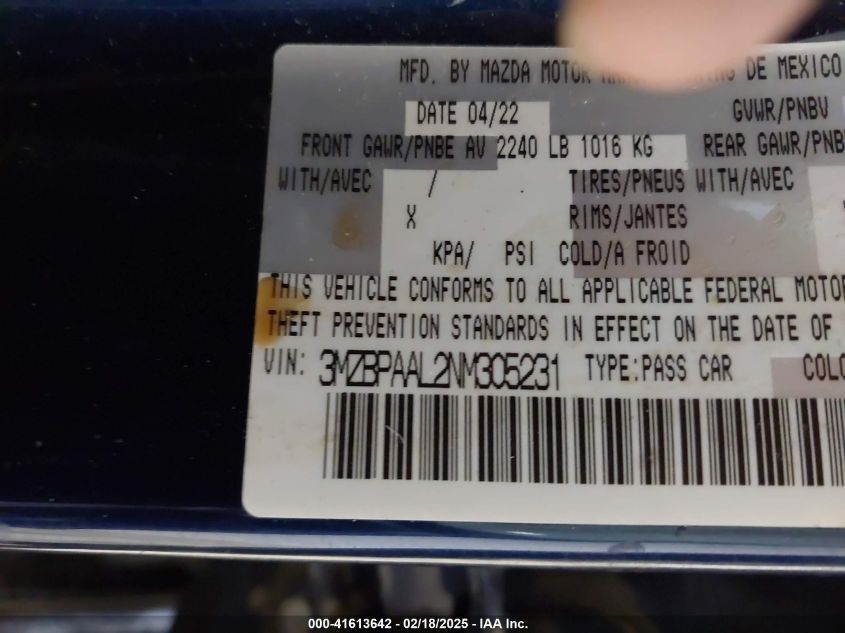 MFD. BY MAZDA MOTOR DE MEXICO
DATE 04/22 GVWR/PNBV
FRONT GAWR/PNBE AV 2240 LB 1016 KG REAR GAWR/PNBE
WITH/AVEC / TIRES/PNEUS WITH/AVEC
X RIMS/JANTES
KPA/ PSI COLD/A FROID
THIS VEHICLE CONFORMS TO ALL APPLICABLE FEDERAL MOTOR
THEFT PREVENTION STANDARDS IN EFFECT ON THE DATE OF
VIN: 3MZBPAAL2NM305231 TYPE:PASS CAR COLO
000-41613642 / 02/18/2025 - IAA Inc.